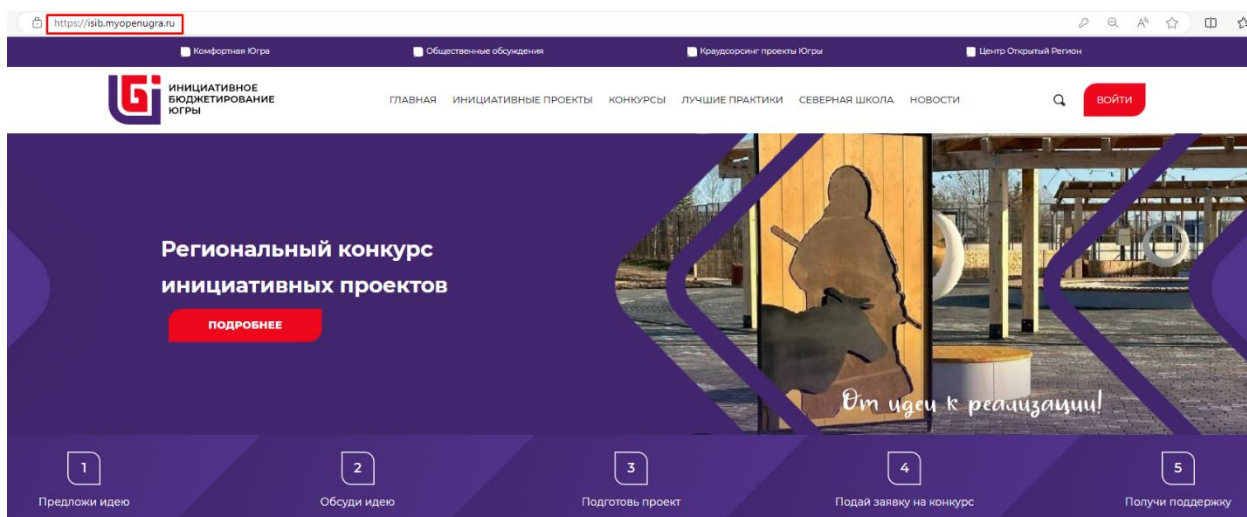 https://isib.myopenugra.ru
Комфортная Югра
Общественные обсуждения
Краудсорсинг проекты Югры
Центр Открытый Регион
ИНИЦИАТИВНОЕ
БЮДЖЕТИРОВАНИЕ
ЮГРЫ
ГЛАВНАЯ ИНИЦИАТИВНЫЕ ПРОЕКТЫ КОНКУРСЫ ЛУЧШИЕ ПРАКТИКИ СЕВЕРНАЯ ШКОЛА НОВОСТИ
ВОЙТИ
Региональный конкурс
инициативных проектов
ПОДРОБНЕЕ
От идеи к реализации!
1
Предложи идею
2
Обсуди идею
3
Подготовь проект
4
Подай заявку на конкурс
5
Получи поддержку